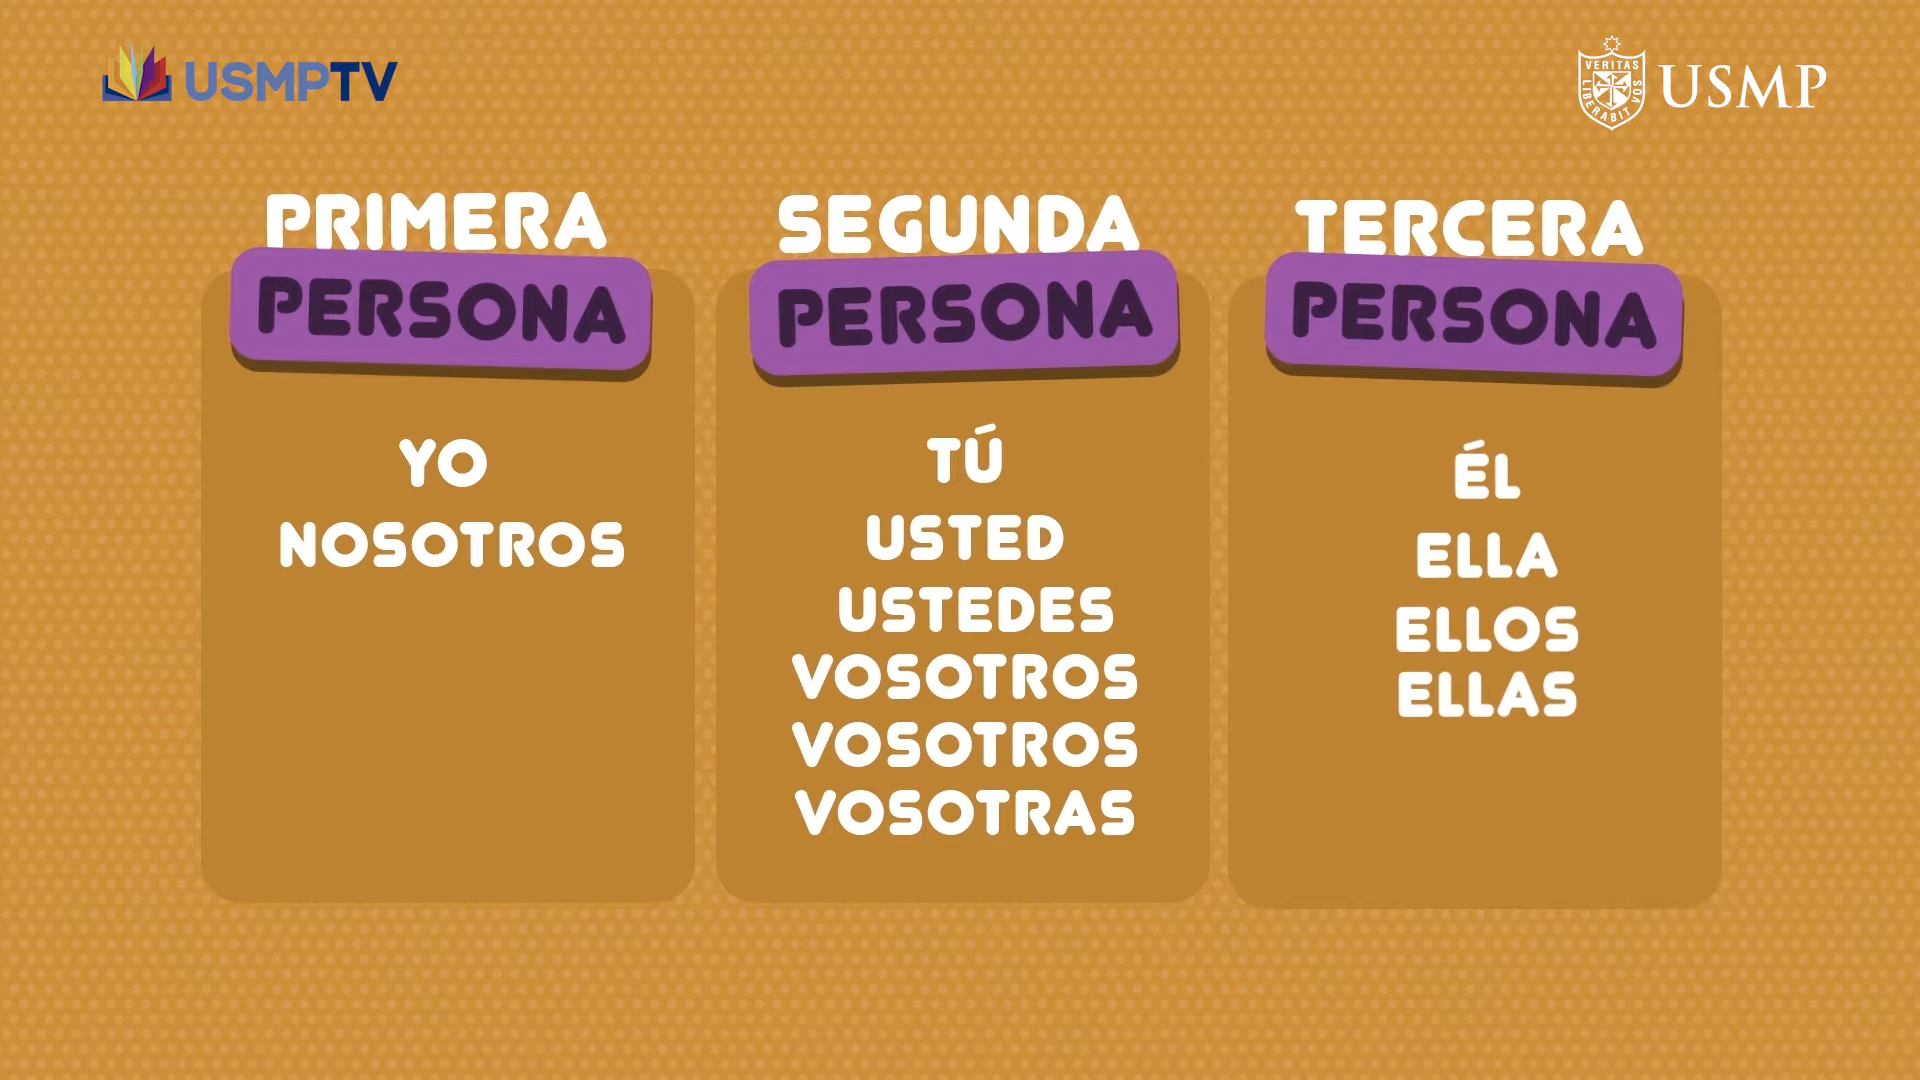 USMPTV
VERITAS
LIBERABIT VOS
USMP
PRIMERA
PERSONA
YO
NOSOTROS
SEGUNDA
PERSONA
TÚ
USTED
USTEDES
VOSOTROS
VOSOTROS
VOSOTRAS
TERCERA
PERSONA
ÉL
ELLA
ELLOS
ELLAS